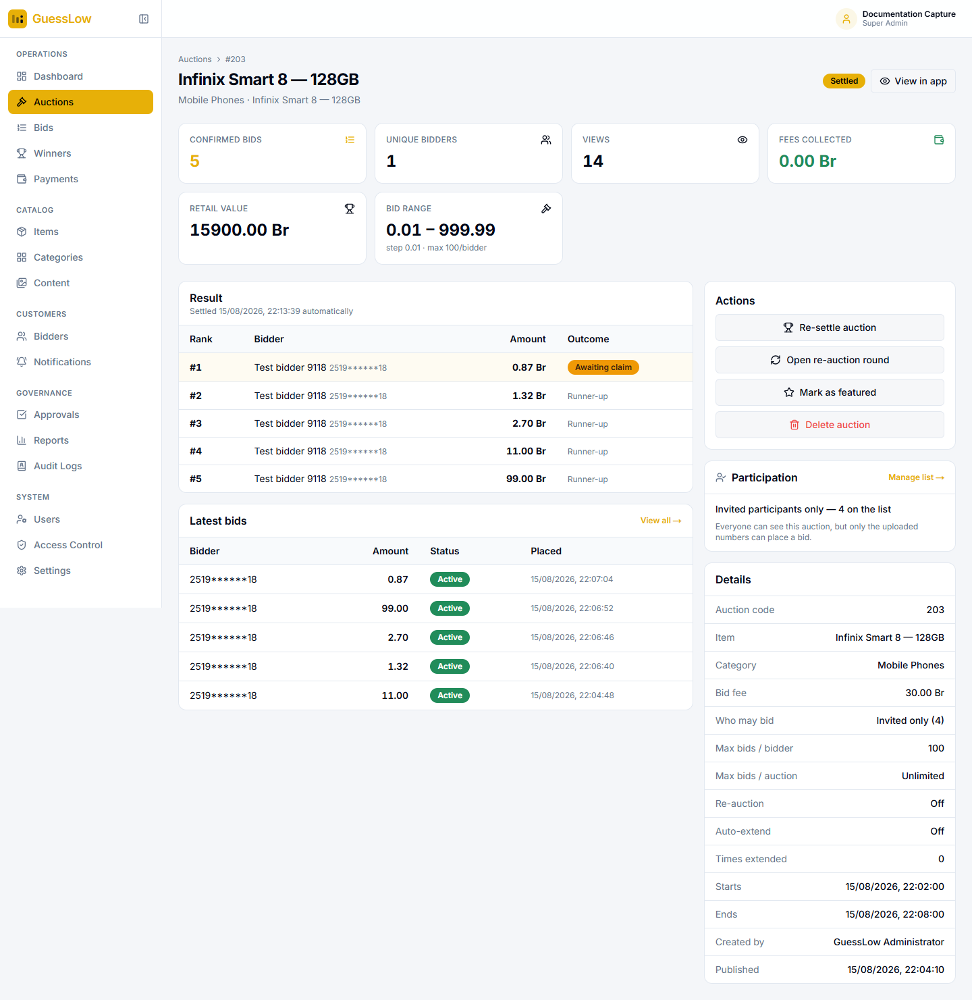 GuessLow
Documentation Capture
Super Admin
OPERATIONS
Dashboard
Auctions
Bids
Winners
Payments
CATALOG
Items
Categories
Content
CUSTOMERS
Bidders
Notifications
GOVERNANCE
Approvals
Reports
Audit Logs
SYSTEM
Users
Access Control
Settings
Auctions > #203
Infinix Smart 8 — 128GB
Mobile Phones · Infinix Smart 8 — 128GB
Settled
View in app
CONFIRMED BIDS
5
UNIQUE BIDDERS
1
VIEWS
14
FEES COLLECTED
0.00 Br
RETAIL VALUE
15900.00 Br
BID RANGE
0.01 – 999.99
step 0.01 · max 100/bidder
Result
Settled 15/08/2026, 22:13:39 automatically
Rank Bidder Amount Outcome
#1 Test bidder 9118 2519******18 0.87 Br Awaiting claim
#2 Test bidder 9118 2519******18 1.32 Br Runner-up
#3 Test bidder 9118 2519******18 2.70 Br Runner-up
#4 Test bidder 9118 2519******18 11.00 Br Runner-up
#5 Test bidder 9118 2519******18 99.00 Br Runner-up
Latest bids
View all →
Bidder Amount Status Placed
2519******18 0.87 Active 15/08/2026, 22:07:04
2519******18 99.00 Active 15/08/2026, 22:06:52
2519******18 2.70 Active 15/08/2026, 22:06:46
2519******18 1.32 Active 15/08/2026, 22:06:40
2519******18 11.00 Active 15/08/2026, 22:04:48
Actions
Re-settle auction
Open re-auction round
Mark as featured
Delete auction
Participation
Manage list →
Invited participants only — 4 on the list
Everyone can see this auction, but only the uploaded
numbers can place a bid.
Details
Auction code 203
Item Infinix Smart 8 — 128GB
Category Mobile Phones
Bid fee 30.00 Br
Who may bid Invited only (4)
Max bids / bidder 100
Max bids / auction Unlimited
Re-auction Off
Auto-extend Off
Times extended 0
Starts 15/08/2026, 22:02:00
Ends 15/08/2026, 22:08:00
Created by GuessLow Administrator
Published 15/08/2026, 22:04:10